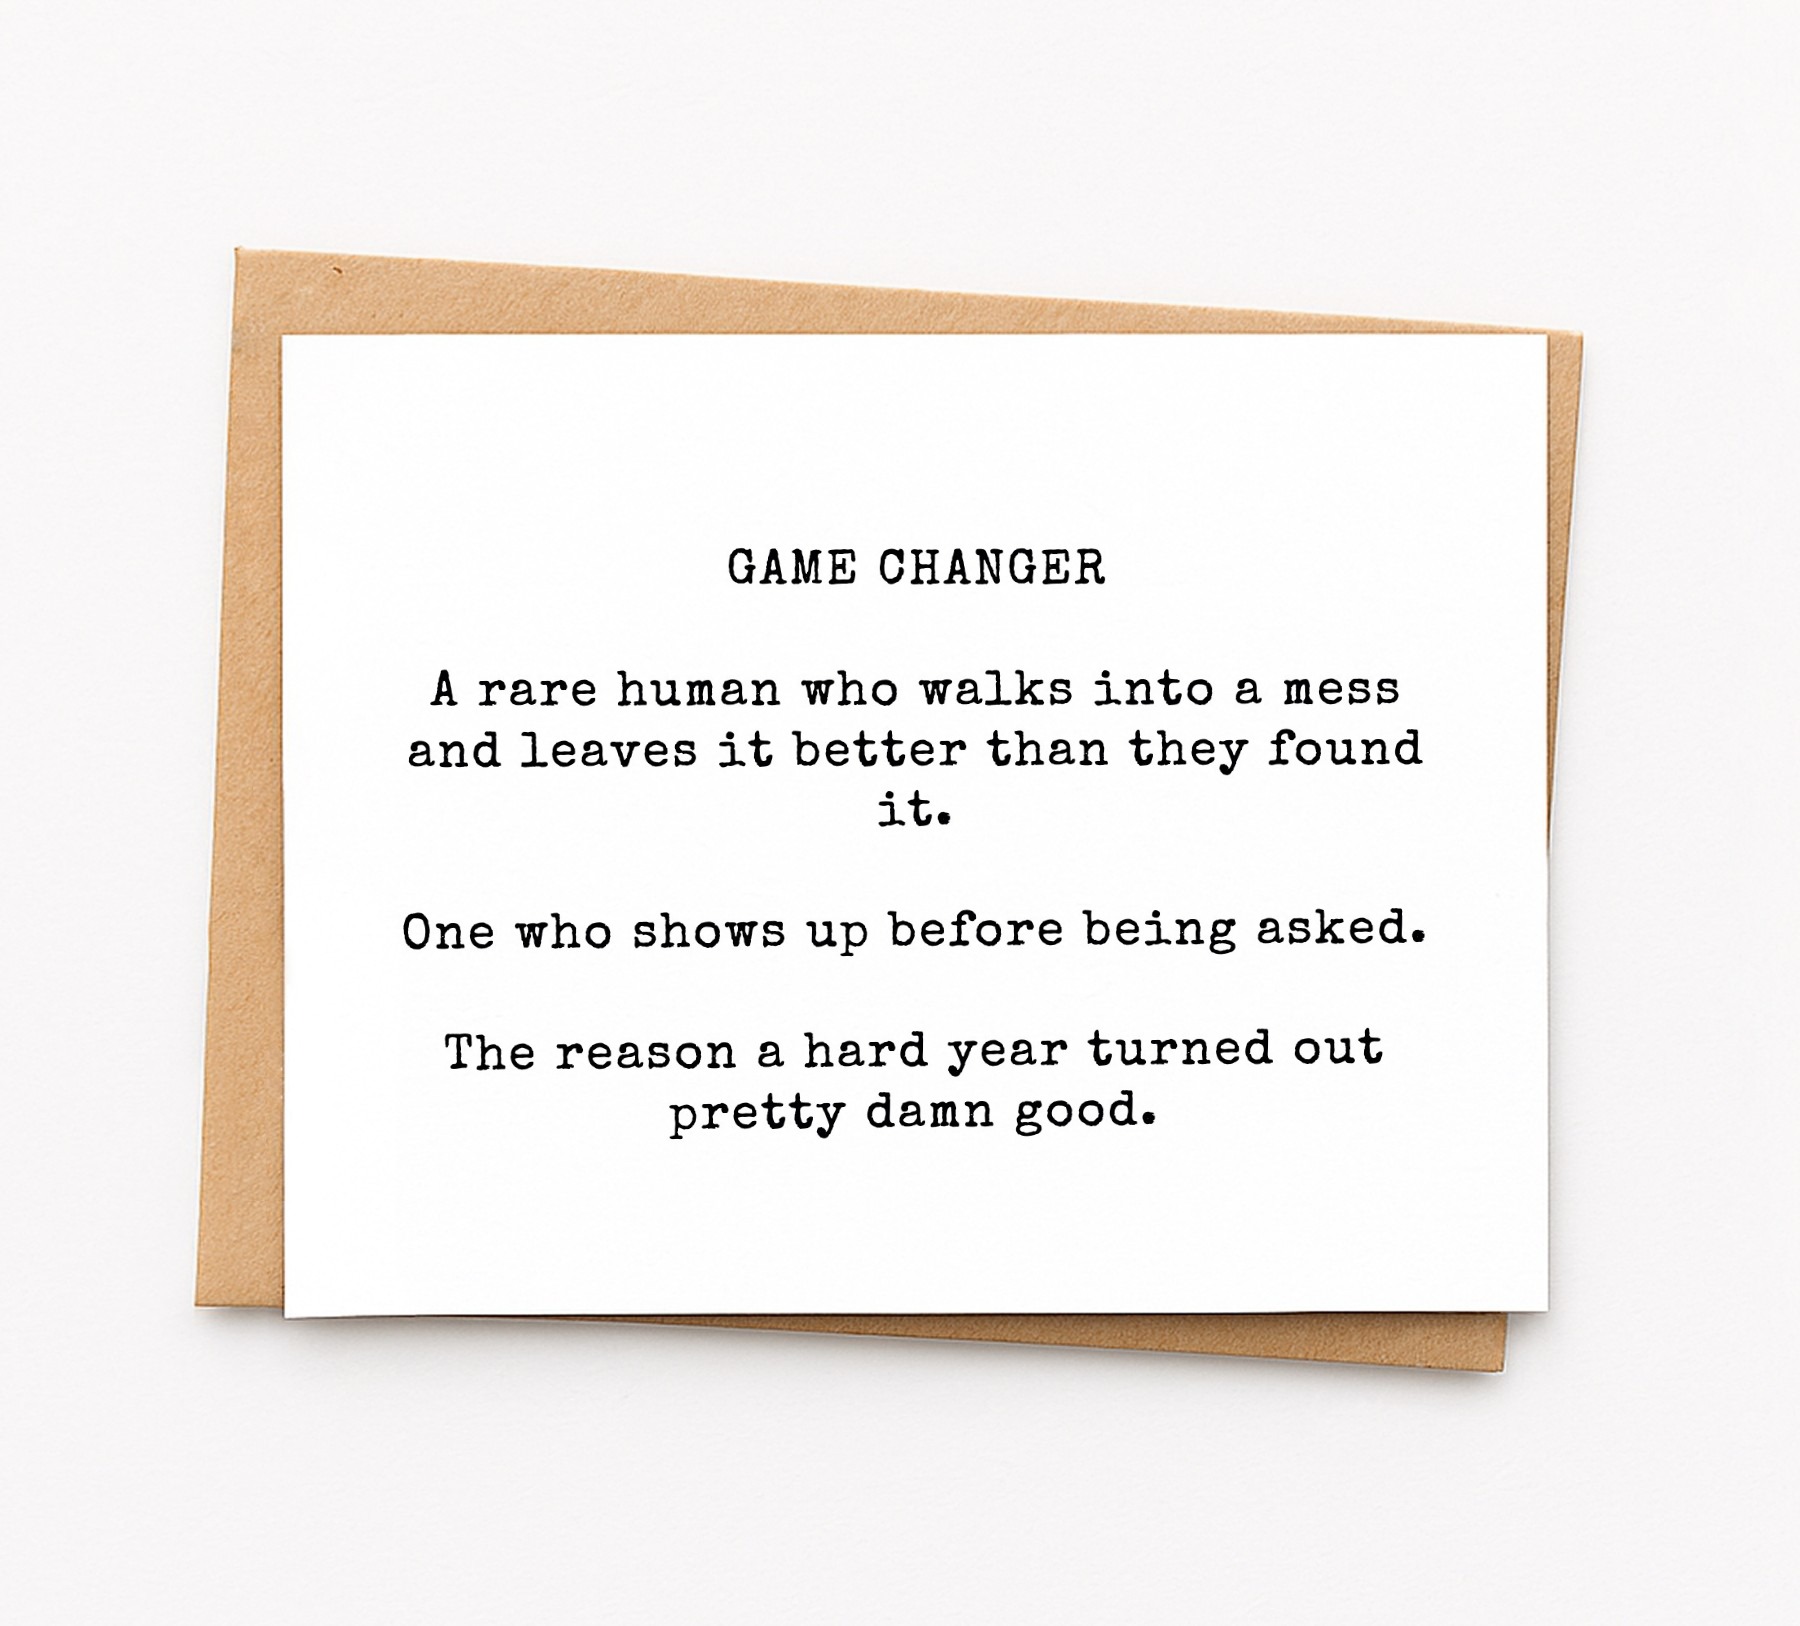 GAME CHANGER
A rare human who walks into a mess
and leaves it better than they found
it.
One who shows up before being asked.
The reason a hard year turned out
pretty damn good.